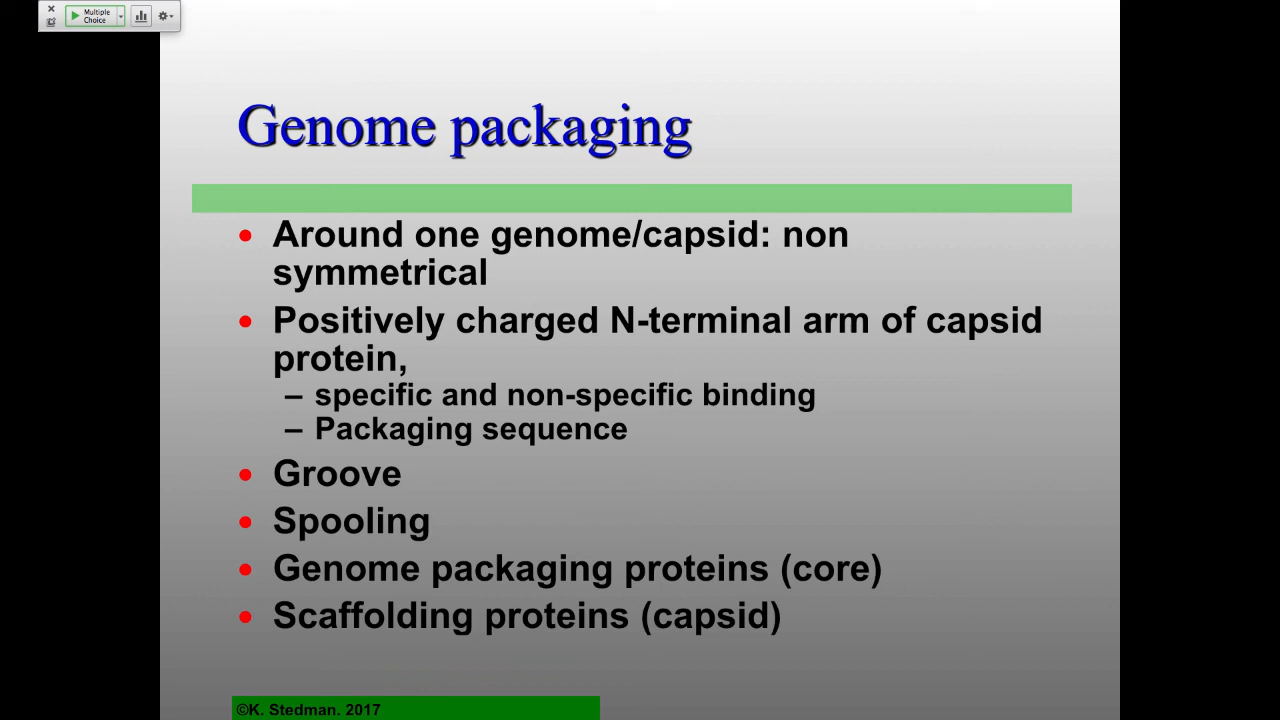 Multiple
Choice
Genome packaging
• Around one genome/capsid: non
symmetrical
• Positively charged N-terminal arm of capsid
protein,
– specific and non-specific binding
– Packaging sequence
• Groove
• Spooling
• Genome packaging proteins (core)
• Scaffolding proteins (capsid)
©K. Stedman. 2017